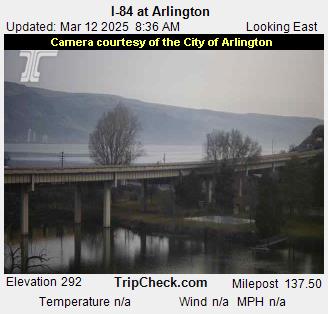 I-84 at Arlington
Updated: Mar 12 2025 8:36 AM Looking East
Camera courtesy of the City of Arlington
Elevation 292 TripCheck.com Milepost 137.50
Temperature n/a Wind n/a MPH n/a